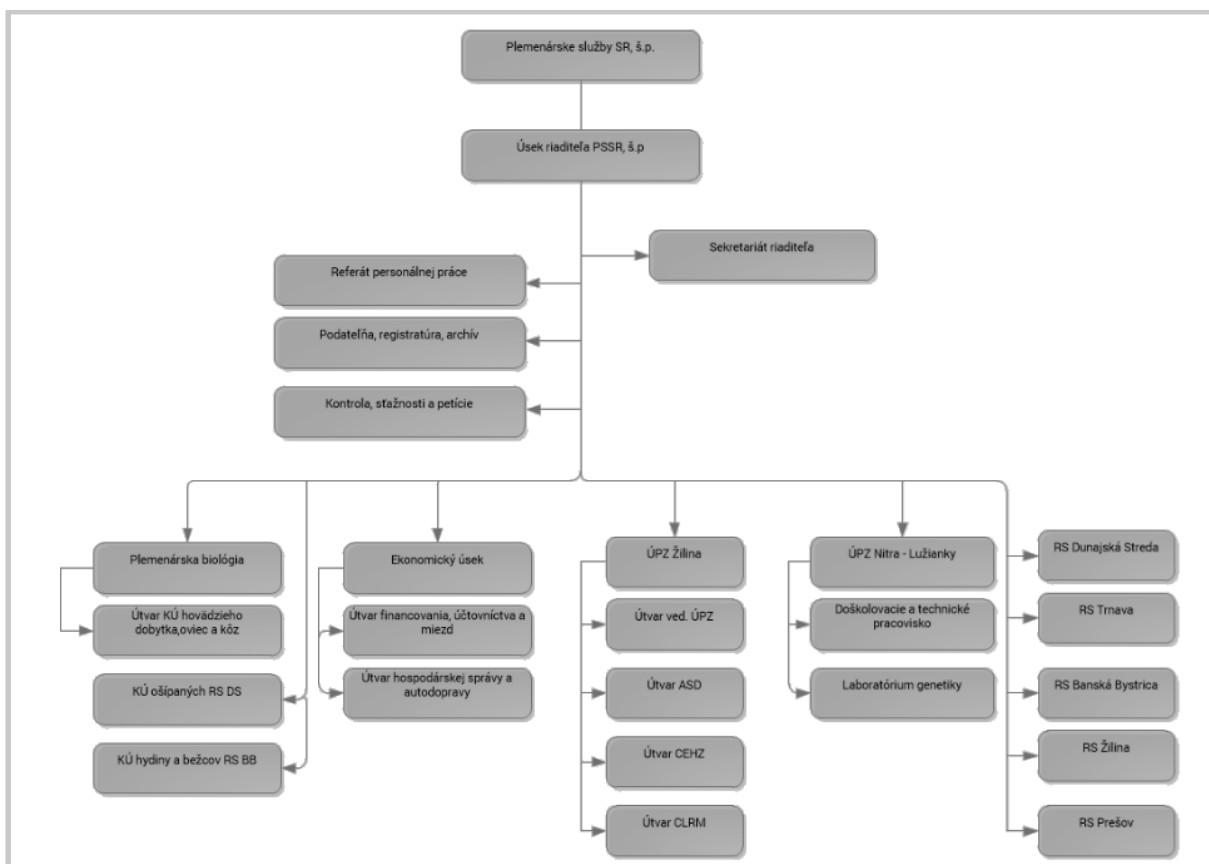 Plemenárske služby SR, š.p.
Úsek riaditeľa PSSR, š.p
Sekretariát riaditeľa
Referát personálnej práce
Podateľňa, registratúra, archív
Kontrola, sťažnosti a petície
Plemenárska biológia
Útvar KÚ hovädzieho
dobytka,oviec a kôz
KÚ ošípaných RS DS
KÚ hydiny a bežcov RS BB
Ekonomický úsek
Útvar financovania, účtovníctva a
miezd
Útvar hospodárskej správy a
autodopravy
ÚPZ Žilina
Útvar ved. ÚPZ
Útvar ASD
Útvar CEHZ
Útvar CLRM
ÚPZ Nitra - Lužianky
Doškolovacie a technické
pracovisko
Laboratórium genetiky
RS Dunajská Streda
RS Trnava
RS Banská Bystrica
RS Žilina
RS Prešov